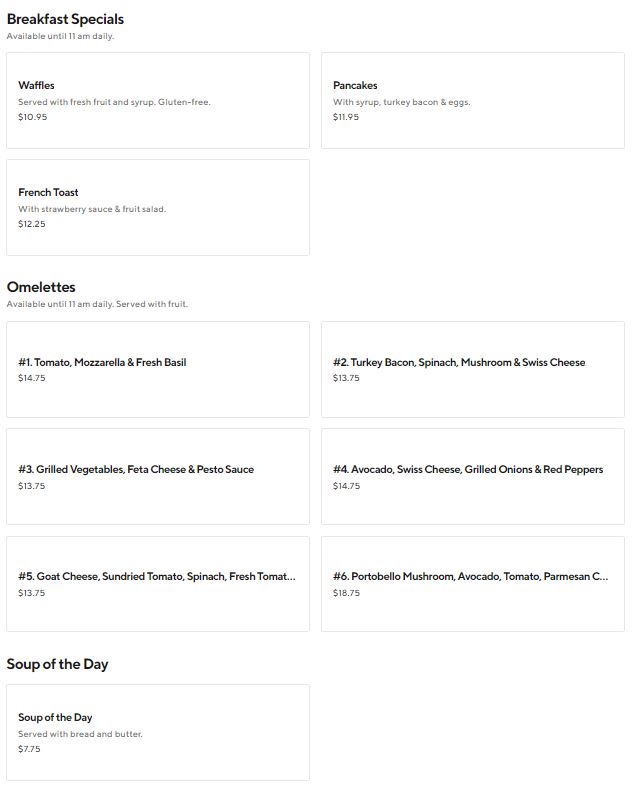 Breakfast Specials
Available until 11 am daily.
Waffles
Served with fresh fruit and syrup. Gluten-free.
$10.95
Pancakes
With syrup, turkey bacon & eggs.
$11.95
French Toast
With strawberry sauce & fruit salad.
$12.25
Omelettes
Available until 11 am daily. Served with fruit.
#1. Tomato, Mozzarella & Fresh Basil
$14.75
#2. Turkey Bacon, Spinach, Mushroom & Swiss Cheese
$13.75
#3. Grilled Vegetables, Feta Cheese & Pesto Sauce
$13.75
#4. Avocado, Swiss Cheese, Grilled Onions & Red Peppers
$14.75
#5. Goat Cheese, Sundried Tomato, Spinach, Fresh Tomat...
$13.75
#6. Portobello Mushroom, Avocado, Tomato, Parmesan C...
$18.75
Soup of the Day
Soup of the Day
Served with bread and butter.
$7.75